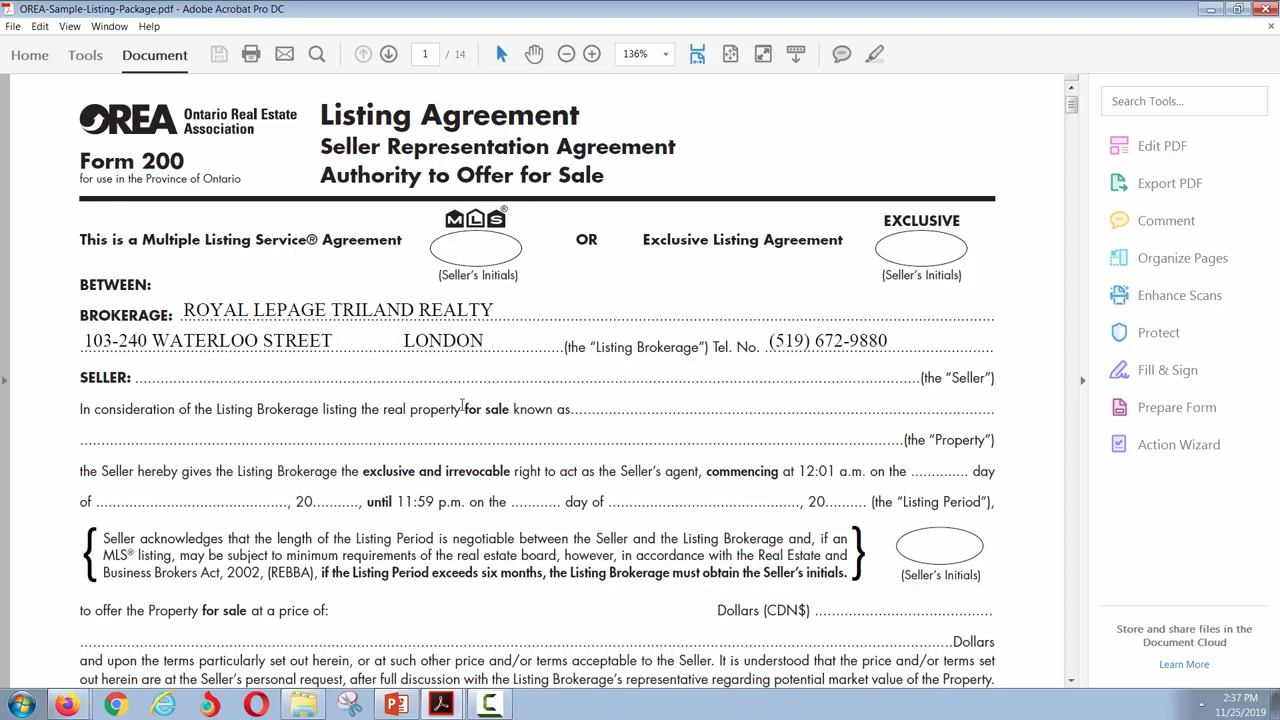 OREA-Sample-Listing-Package.pdf - Adobe Acrobat Pro DC
File Edit View Window Help
Home Tools Document 1 / 14 136%
OREA Ontario Real Estate Association
Form 200
for use in the Province of Ontario
Listing Agreement
Seller Representation Agreement
Authority to Offer for Sale
MLS®
EXCLUSIVE
This is a Multiple Listing Service® Agreement OR Exclusive Listing Agreement
(Seller's Initials) (Seller's Initials)
BETWEEN:
BROKERAGE: ROYAL LEPAGE TRILAND REALTY
103-240 WATERLOO STREET LONDON (the “Listing Brokerage”) Tel. No. (519) 672-9880
SELLER: (the “Seller”)
In consideration of the Listing Brokerage listing the real property for sale known as
(the “Property”)
the Seller hereby gives the Listing Brokerage the exclusive and irrevocable right to act as the Seller's agent, commencing at 12:01 a.m. on the ............. day
of ..................................................., 20..........., until 11:59 p.m. on the ........... day of ..................................................., 20......... (the “Listing Period”),
Seller acknowledges that the length of the Listing Period is negotiable between the Seller and the Listing Brokerage and, if an
MLS® listing, may be subject to minimum requirements of the real estate board, however, in accordance with the Real Estate and
Business Brokers Act, 2002, (REBBA), if the Listing Period exceeds six months, the Listing Brokerage must obtain the Seller's initials.
(Seller's Initials)
to offer the Property for sale at a price of: Dollars (CDN$)
Dollars
and upon the terms particularly set out herein, or at such other price and/or terms acceptable to the Seller. It is understood that the price and/or terms set
out herein are at the Seller's personal request, after full discussion with the Listing Brokerage's representative regarding potential market value of the Property.
Search Tools...
Edit PDF
Export PDF
Comment
Organize Pages
Enhance Scans
Protect
Fill & Sign
Prepare Form
Action Wizard
Store and share files in the
Document Cloud
Learn More
2:37 PM
11/25/2019